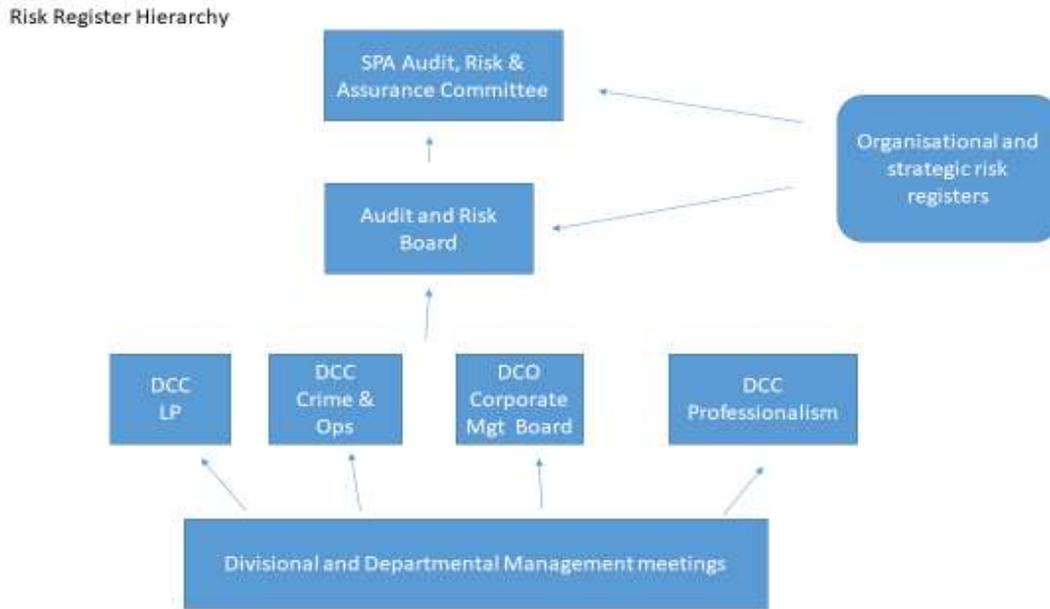 Risk Register Hierarchy
SPA Audit, Risk &
Assurance Committee
Organisational and
strategic risk
registers
Audit and Risk
Board
DCC
LP
DCC
Crime &
Ops
DCO
Corporate
Mgt Board
DCC
Professionalism
Divisional and Departmental Management meetings